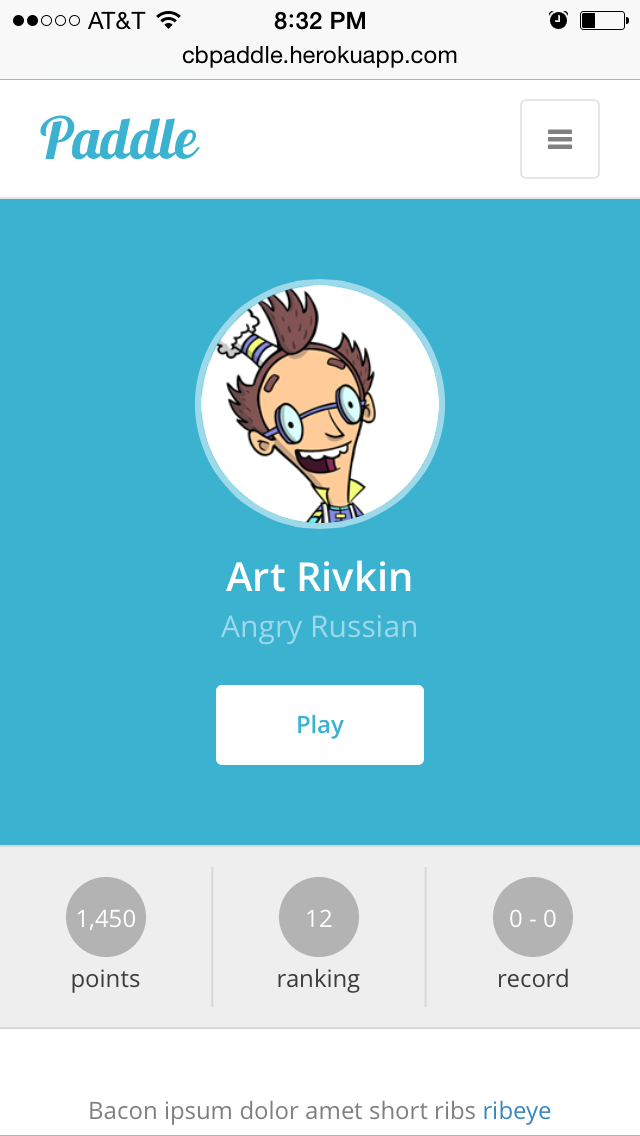 AT&T 8:32 PM
cbpaddle.herokuapp.com
Paddle
Art Rivkin
Angry Russian
Play
1,450 12 0 - 0
points ranking record
Bacon ipsum dolor amet short ribs ribeye